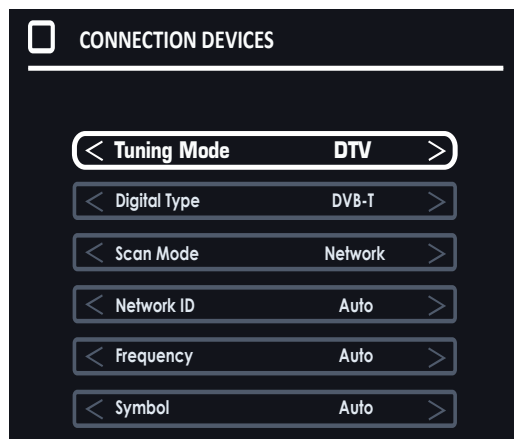 CONNECTION DEVICES
< Tuning Mode DTV >
< Digital Type DVB-T >
< Scan Mode Network >
< Network ID Auto >
< Frequency Auto >
< Symbol Auto >